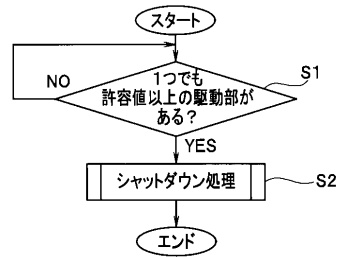 スタート
NO
1つでも
許容値以上の駆動部が
ある?
S1
YES
シャットダウン処理
S2
エンド